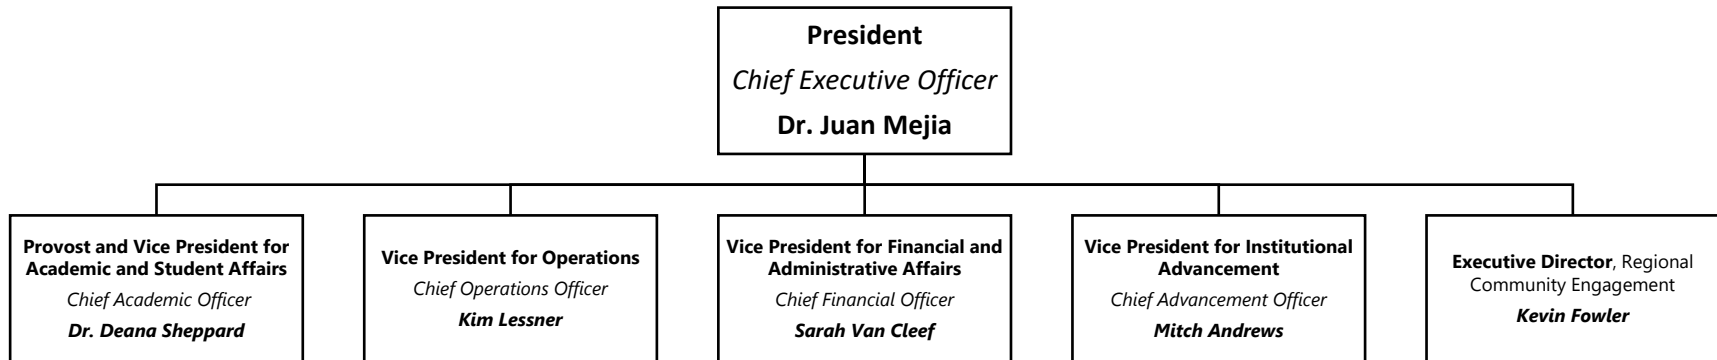 President
Chief Executive Officer
Dr. Juan Mejia
Provost and Vice President for
Academic and Student Affairs
Chief Academic Officer
Dr. Deana Sheppard
Vice President for Operations
Chief Operations Officer
Kim Lessner
Vice President for Financial and
Administrative Affairs
Chief Financial Officer
Sarah Van Cleef
Vice President for Institutional
Advancement
Chief Advancement Officer
Mitch Andrews
Executive Director, Regional
Community Engagement
Kevin Fowler